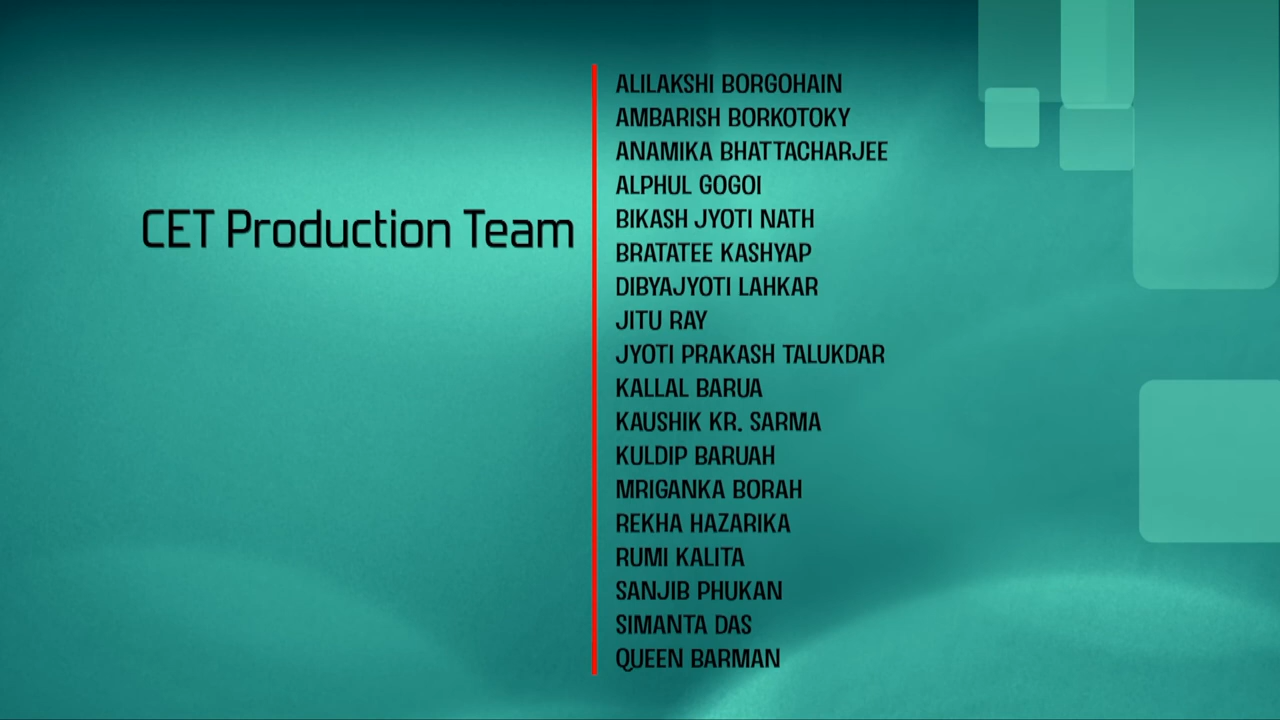 CET Production Team
ALILAKSHI BORGOHAIN
AMBARISH BORKOTOKY
ANAMIKA BHATTACHARJEE
ALPHUL GOGOI
BIKASH JYOTI NATH
BRATATEE KASHYAP
DIBYAJYOTI LAHKAR
JITU RAY
JYOTI PRAKASH TALUKDAR
KALLAL BARUA
KAUSHIK KR. SARMA
KULDIP BARUAH
MRIGANKA BORAH
REKHA HAZARIKA
RUMI KALITA
SANJIB PHUKAN
SIMANTA DAS
QUEEN BARMAN